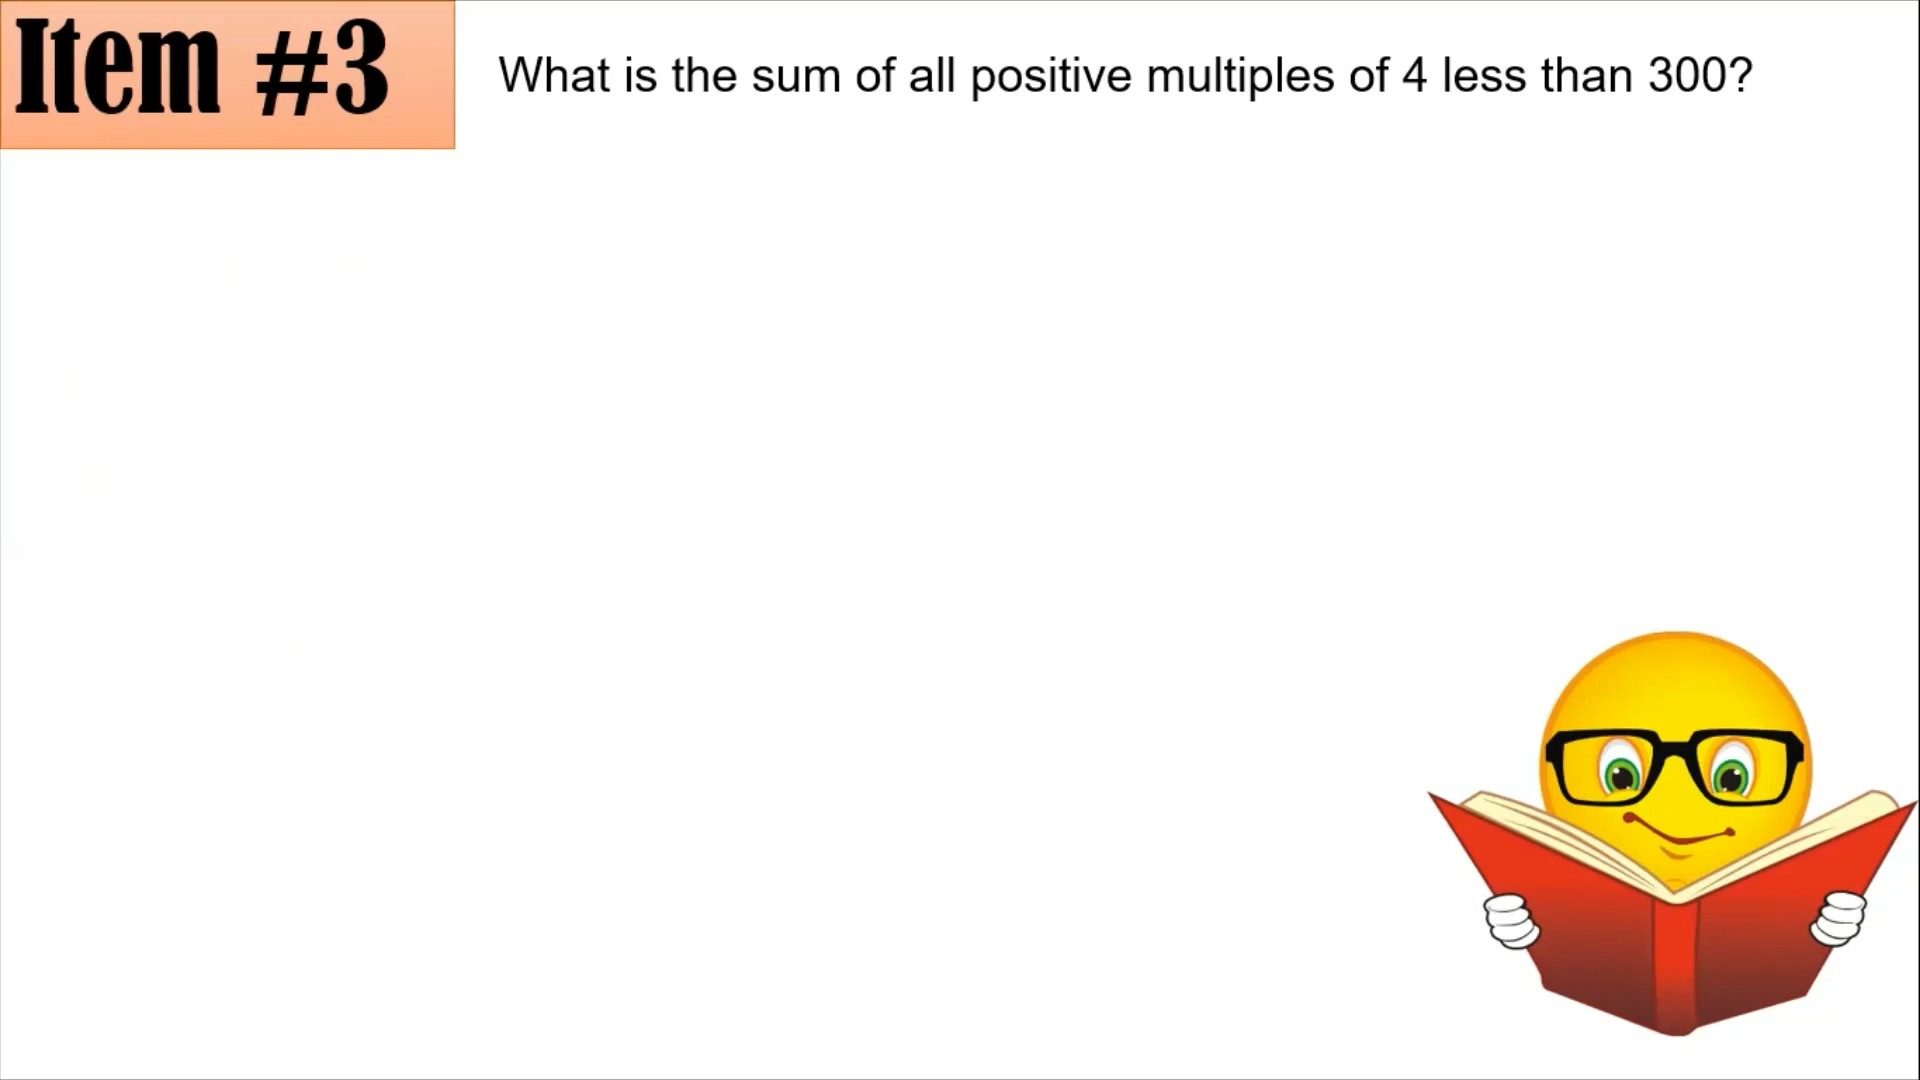 Item #3
What is the sum of all positive multiples of 4 less than 300?